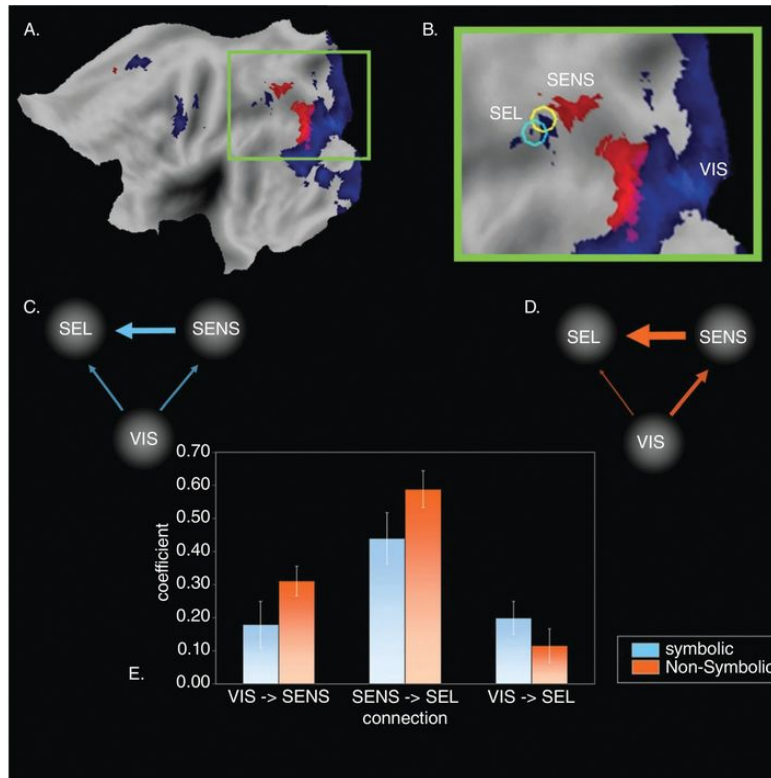 A.
B.
SENS
SEL
VIS
C.
SEL
SENS
VIS
D.
SEL
SENS
VIS
0.70
0.60
0.50
0.40
0.30
0.20
0.10
0.00
coefficient
E.
VIS -> SENS
SENS -> SEL
VIS -> SEL
connection
symbolic
Non-Symbolic